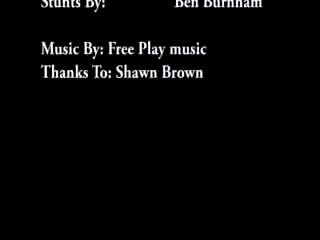 Stunts By: Ben Burnham
Music By: Free Play music
Thanks To: Shawn Brown